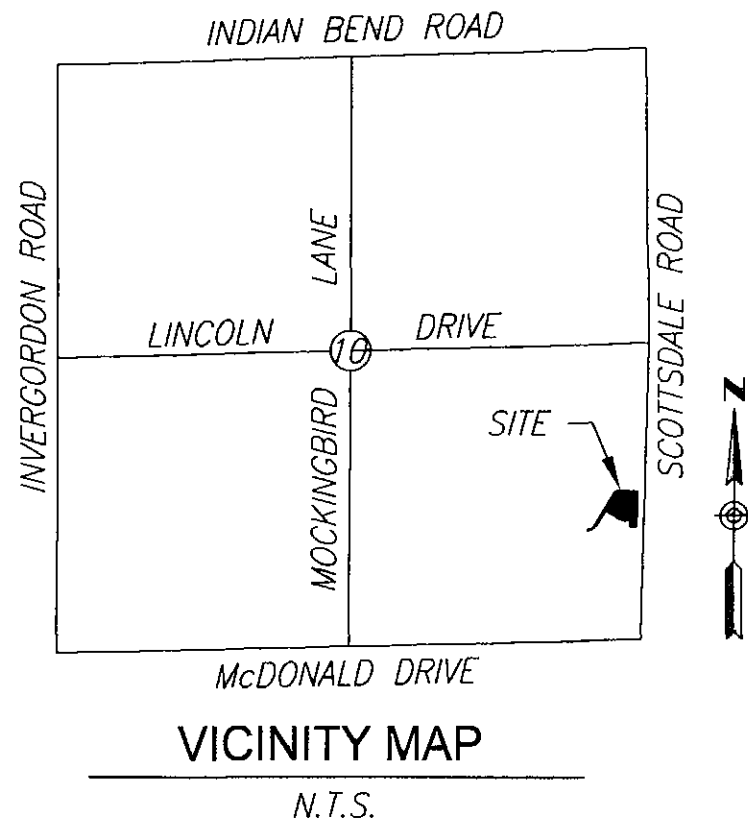 INDIAN BEND ROAD
INVERGORDON ROAD
LANE
SCOTTSDALE ROAD
LINCOLN
DRIVE
10
MOCKINGBIRD
SITE
N
McDONALD DRIVE
VICINITY MAP
N.T.S.